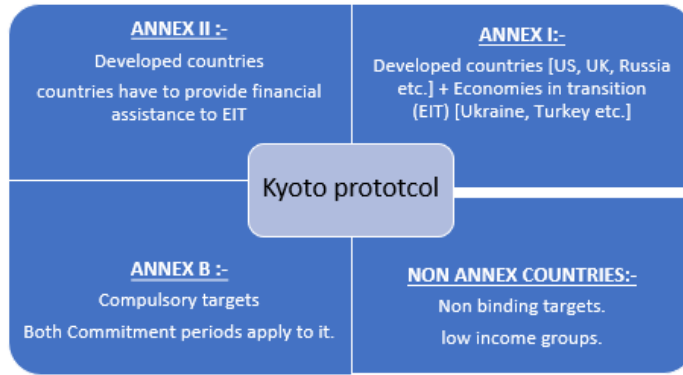 ANNEX II :-
Developed countries
countries have to provide financial
assistance to EIT
ANNEX I:-
Developed countries [US, UK, Russia
etc.] + Economies in transition
(EIT) [Ukraine, Turkey etc.]
Kyoto prototcol
ANNEX B :-
Compulsory targets
Both Commitment periods apply to it.
NON ANNEX COUNTRIES:-
Non binding targets.
low income groups.